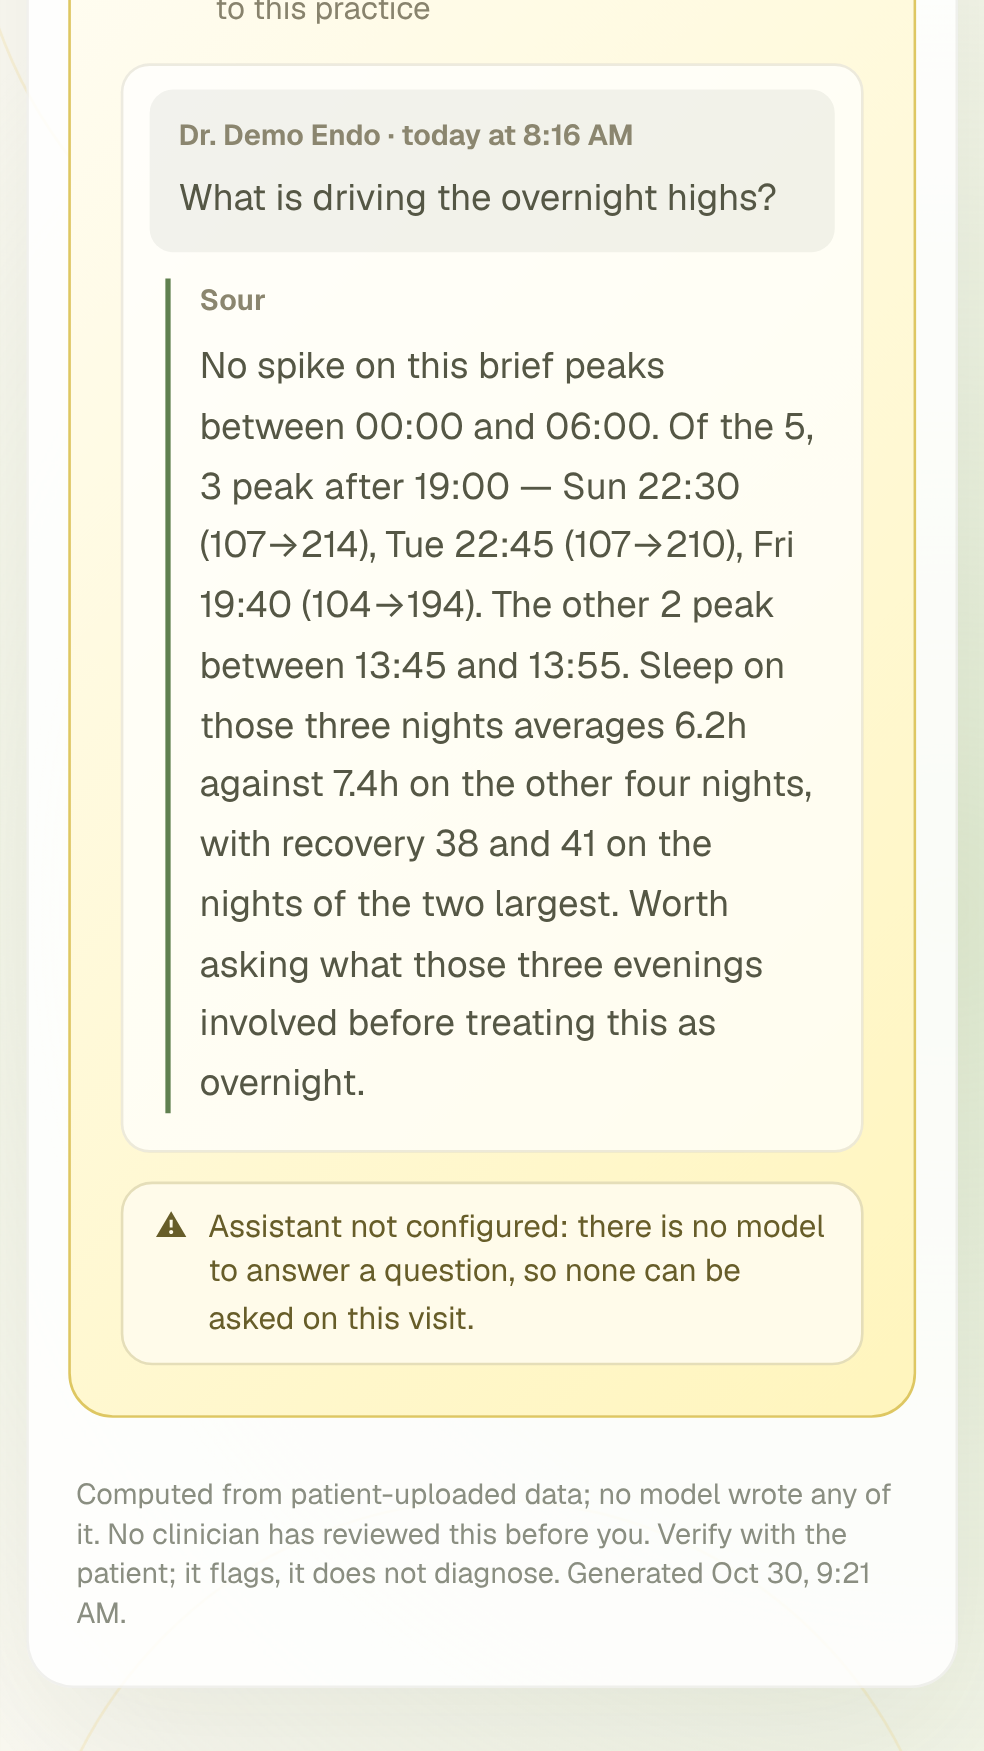 to this practice
Dr. Demo Endo · today at 8:16 AM
What is driving the overnight highs?
Sour
No spike on this brief peaks
between 00:00 and 06:00. Of the 5,
3 peak after 19:00 — Sun 22:30
(107→214), Tue 22:45 (107→210), Fri
19:40 (104→194). The other 2 peak
between 13:45 and 13:55. Sleep on
those three nights averages 6.2h
against 7.4h on the other four nights,
with recovery 38 and 41 on the
nights of the two largest. Worth
asking what those three evenings
involved before treating this as
overnight.
Assistant not configured: there is no model
to answer a question, so none can be
asked on this visit.
Computed from patient-uploaded data; no model wrote any of
it. No clinician has reviewed this before you. Verify with the
patient; it flags, it does not diagnose. Generated Oct 30, 9:21
AM.